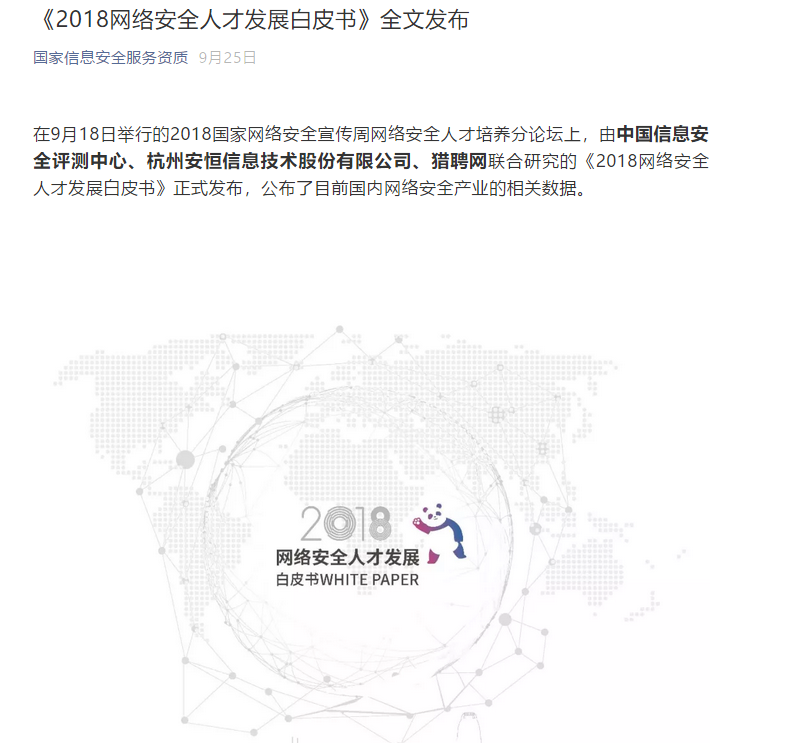 《2018网络安全人才发展白皮书》全文发布
国家信息安全服务资质 9月25日
在9月18日举行的2018国家网络安全宣传周网络安全人才培养分论坛上，由中国信息安
全评测中心、杭州安恒信息技术股份有限公司、猎聘网联合研究的《2018网络安全
人才发展白皮书》正式发布，公布了目前国内网络安全产业的相关数据。
2018
网络安全人才发展
白皮书WHITE PAPER